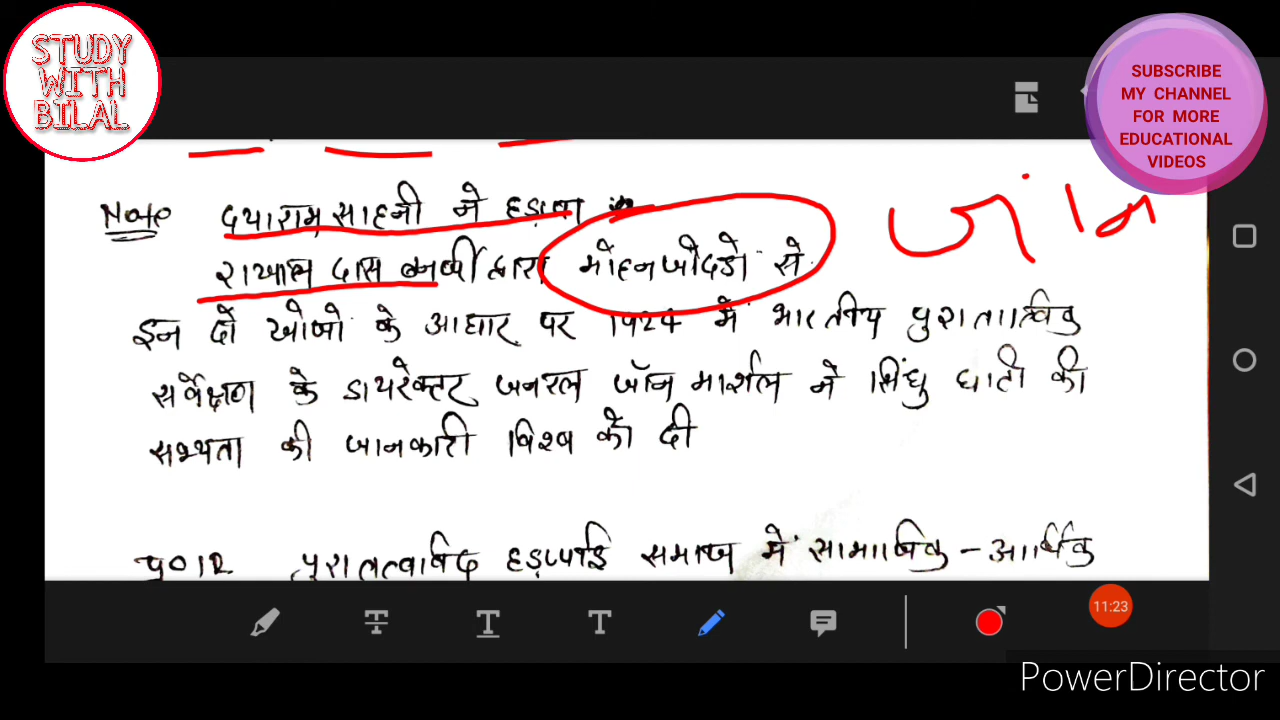 STUDY
WITH
BILAL
SUBSCRIBE
MY CHANNEL
FOR MORE
EDUCATIONAL
VIDEOS
Note दयाराम साहनी ने हड़प्पा
राखाल दास बनर्जी द्वारा मोहनजोदडो से
इन दो खोजो के आधार पर 1924 में भारतीय पुरातात्विक
सर्वेक्षण के डायरेक्टर जनरल जॉन मार्शल ने सिंधु घाटी की
सभ्यता की जानकारी विश्व को दी
प्र०12 पुरातत्वविद हड़प्पाई समाज में सामाजिक - आर्थिक
T T T
11:23
PowerDirector